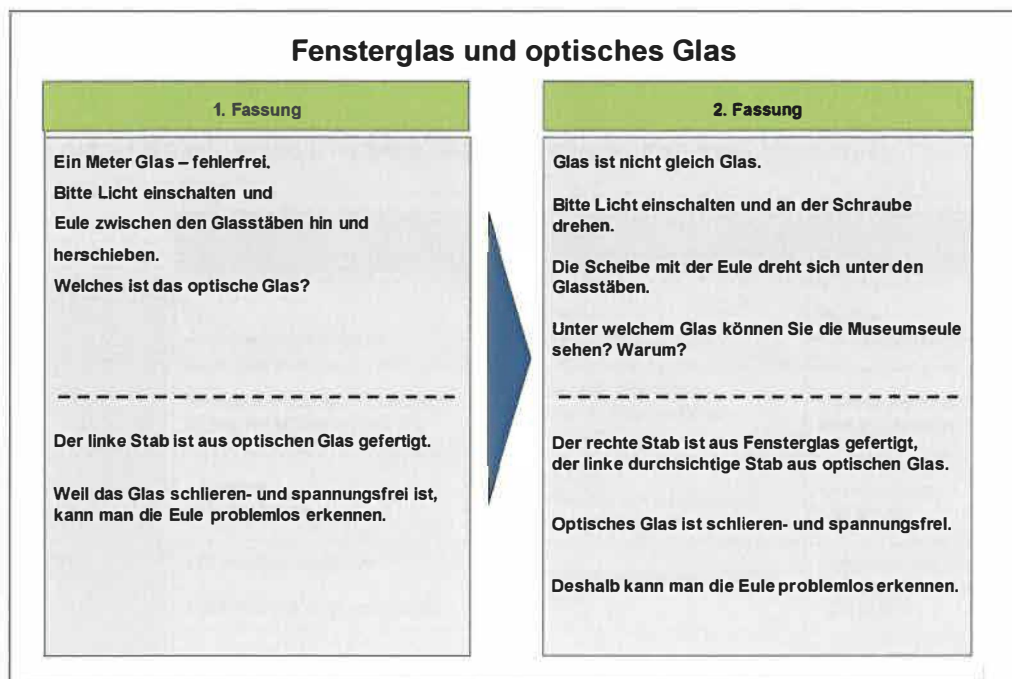 Fensterglas und optisches Glas
1. Fassung
Ein Meter Glas – fehlerfrei.
Bitte Licht einschalten und
Eule zwischen den Glasstäben hin und
herschieben.
Welches ist das optische Glas?
Der linke Stab ist aus optischen Glas gefertigt.
Weil das Glas schlieren- und spannungsfrei ist,
kann man die Eule problemlos erkennen.
2. Fassung
Glas ist nicht gleich Glas.
Bitte Licht einschalten und an der Schraube
drehen.
Die Scheibe mit der Eule dreht sich unter den
Glasstäben.
Unter welchem Glas können Sie die Museumseule
sehen? Warum?
Der rechte Stab ist aus Fensterglas gefertigt,
der linke durchsichtige Stab aus optischen Glas.
Optisches Glas ist schlieren- und spannungsfrei.
Deshalb kann man die Eule problemlos erkennen.